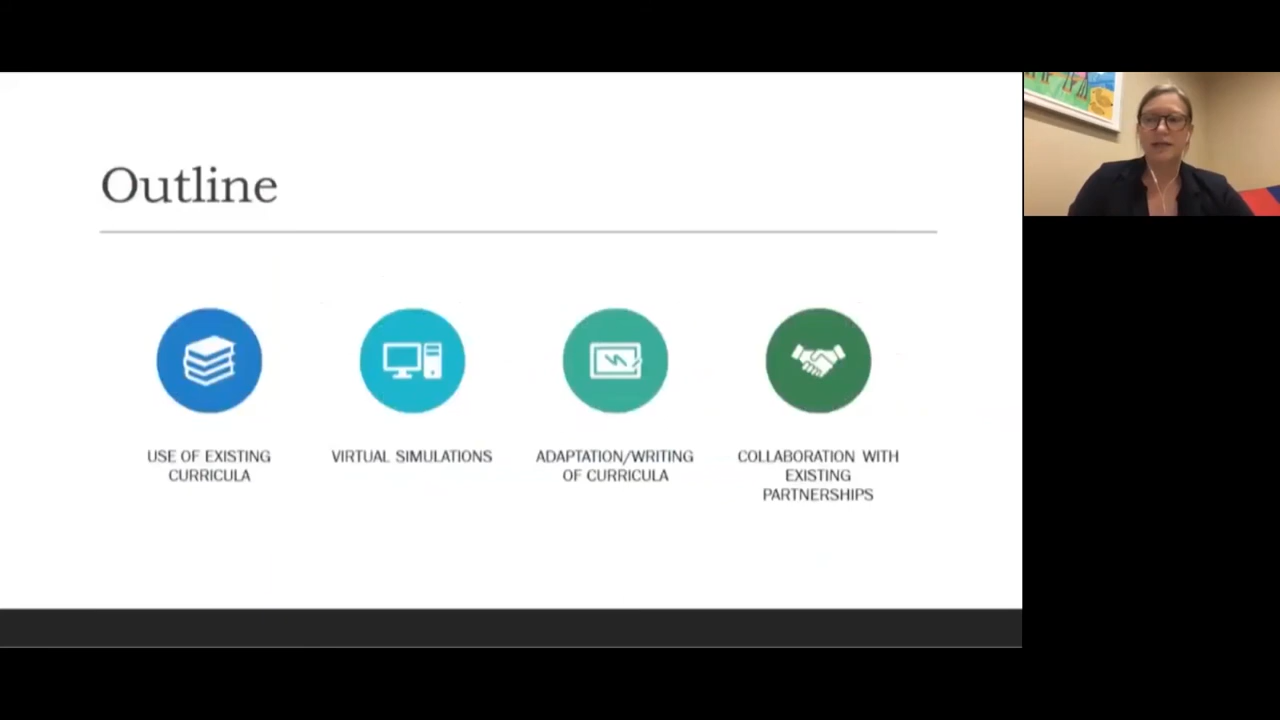 Outline
USE OF EXISTING
CURRICULA
VIRTUAL SIMULATIONS
ADAPTATION/WRITING
OF CURRICULA
COLLABORATION WITH
EXISTING
PARTNERSHIPS